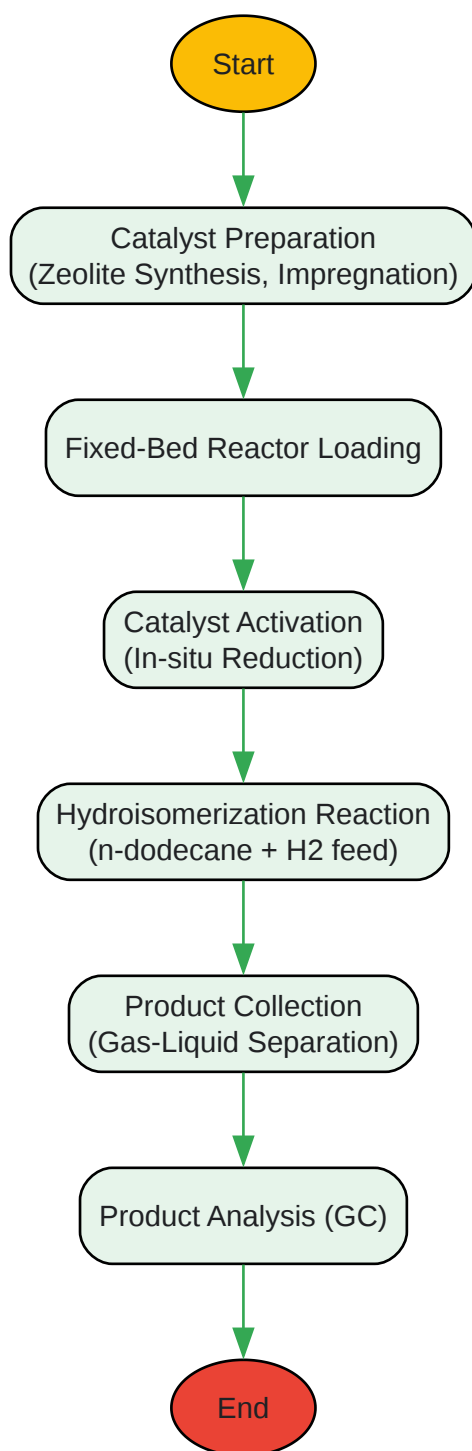 Start
Catalyst Preparation
(Zeolite Synthesis, Impregnation)
Fixed-Bed Reactor Loading
Catalyst Activation
(In-situ Reduction)
Hydroisomerization Reaction
(n-dodecane + H2 feed)
Product Collection
(Gas-Liquid Separation)
Product Analysis (GC)
End